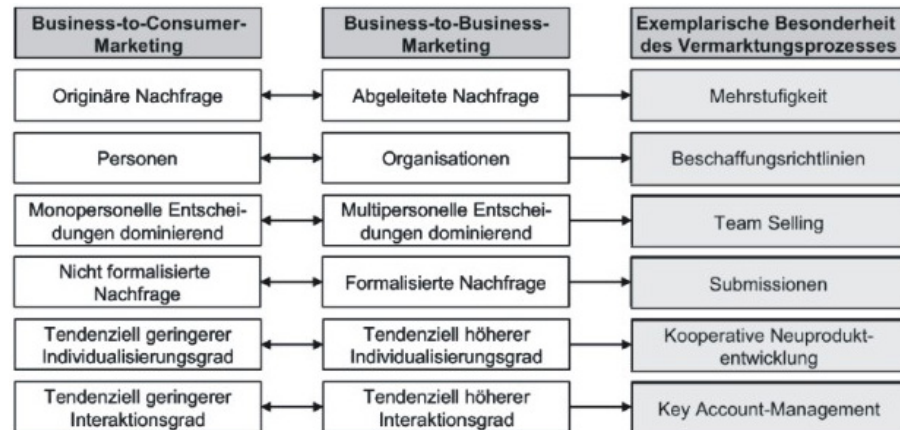 Business-to-Consumer-
Marketing
Business-to-Business-
Marketing
Exemplarische Besonderheit
des Vermarktungsprozesses
Originäre Nachfrage
Abgeleitete Nachfrage
Mehrstufigkeit
Personen
Organisationen
Beschaffungsrichtlinien
Monopersonelle Entschei-
dungen dominierend
Multipersonelle Entschei-
dungen dominierend
Team Selling
Nicht formalisierte
Nachfrage
Formalisierte Nachfrage
Submissionen
Tendenziell geringerer
Individualisierungsgrad
Tendenziell höherer
Individualisierungsgrad
Kooperative Neuprodukt-
entwicklung
Tendenziell geringerer
Interaktionsgrad
Tendenziell höherer
Interaktionsgrad
Key Account-Management